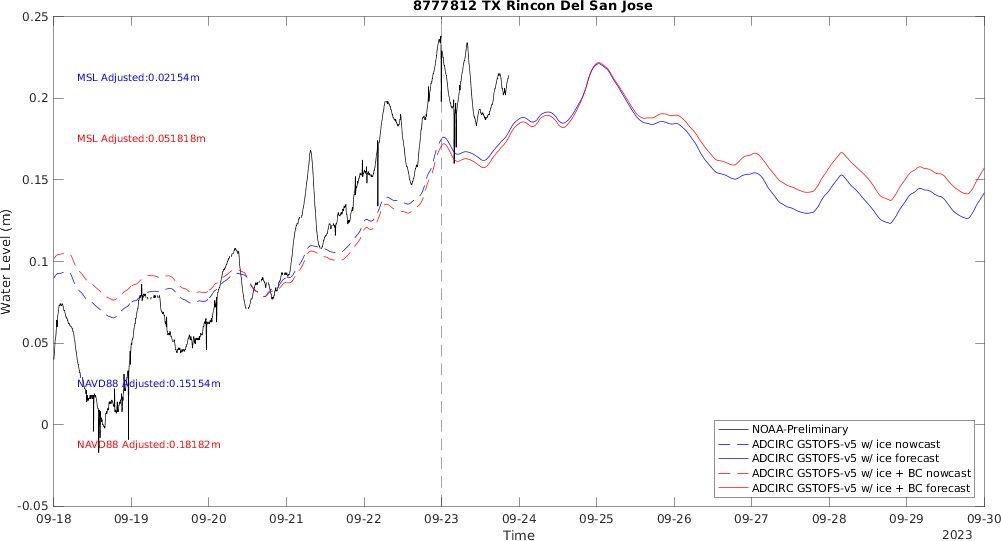 8777812 TX Rincon Del San Jose
0.25
0.2
0.15
0.1
0.05
0
-0.05
Water Level (m)
MSL Adjusted:0.02154m
MSL Adjusted:0.051818m
NAVD88 Adjusted:0.15154m
NAVD88 Adjusted:0.18182m
NOAA-Preliminary
ADCIRC GSTOFS-v5 w/ ice nowcast
ADCIRC GSTOFS-v5 w/ ice forecast
ADCIRC GSTOFS-v5 w/ ice + BC nowcast
ADCIRC GSTOFS-v5 w/ ice + BC forecast
09-18 09-19 09-20 09-21 09-22 09-23 09-24 09-25 09-26 09-27 09-28 09-29 09-30
Time
2023